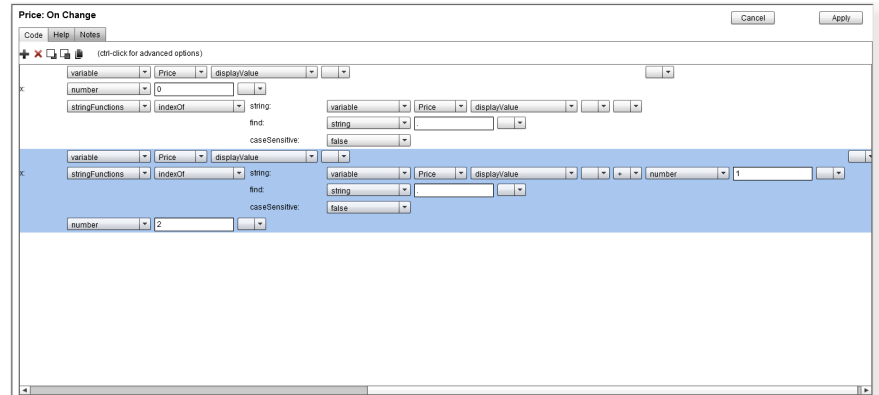 Price: On Change
Cancel Apply
Code Help Notes
(ctrl-click for advanced options)
variable Price displayValue
x: number 0
stringFunctions indexOf string: variable Price displayValue
find: string .
caseSensitive: false
variable Price displayValue
x: stringFunctions indexOf string: variable Price displayValue + number 1
find: string .
caseSensitive: false
number 2